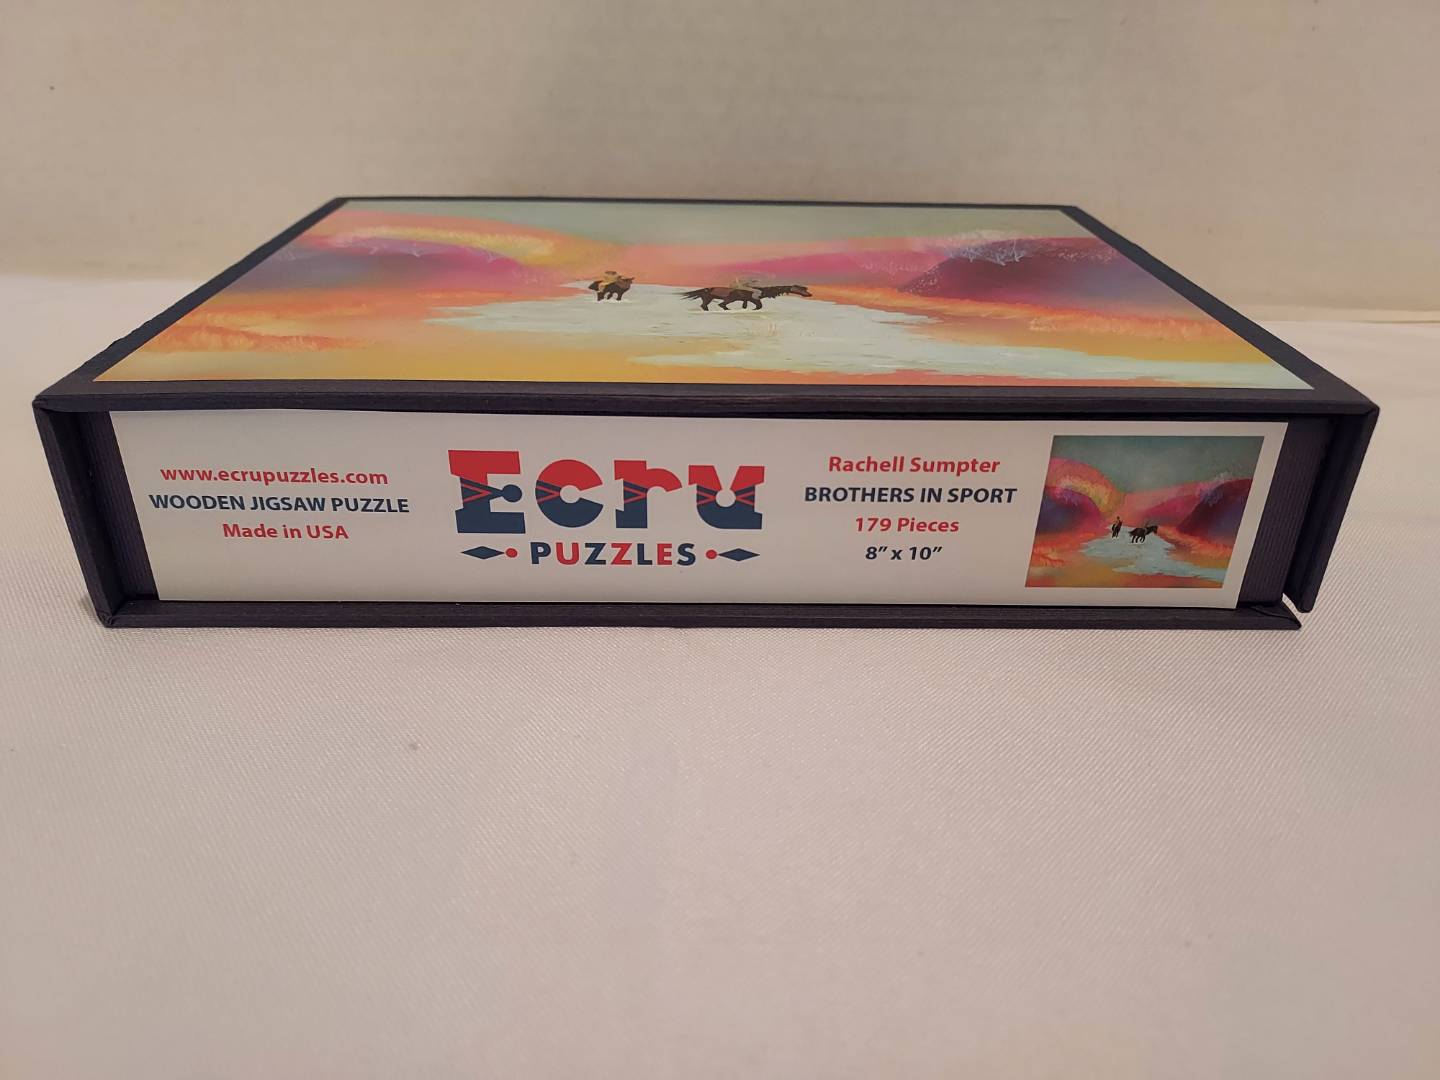 www.ecrupuzzles.com
WOODEN JIGSAW PUZZLE
Made in USA
Ecru
PUZZLES
Rachell Sumpter
BROTHERS IN SPORT
179 Pieces
8” x 10”